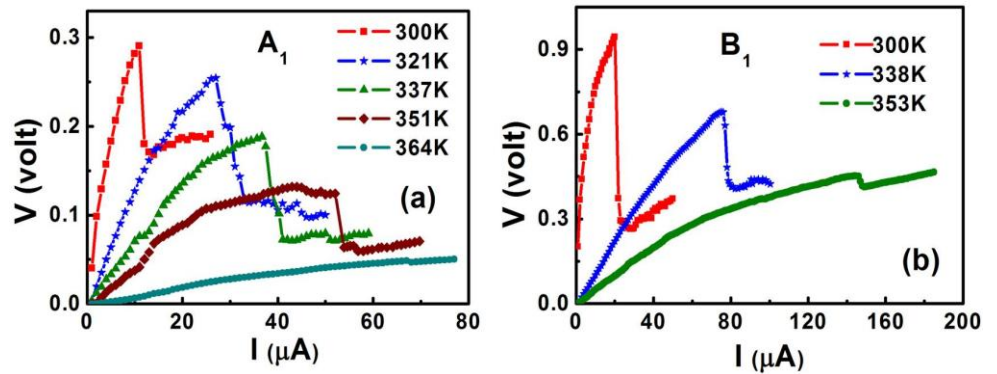 A1
300K
321K
337K
351K
364K
(a)
V (volt)
0.0
0.1
0.2
0.3
0
20
40
60
80
I (μA)
B1
300K
338K
353K
(b)
V (volt)
0.0
0.3
0.6
0.9
0
40
80
120
160
200
I (μA)